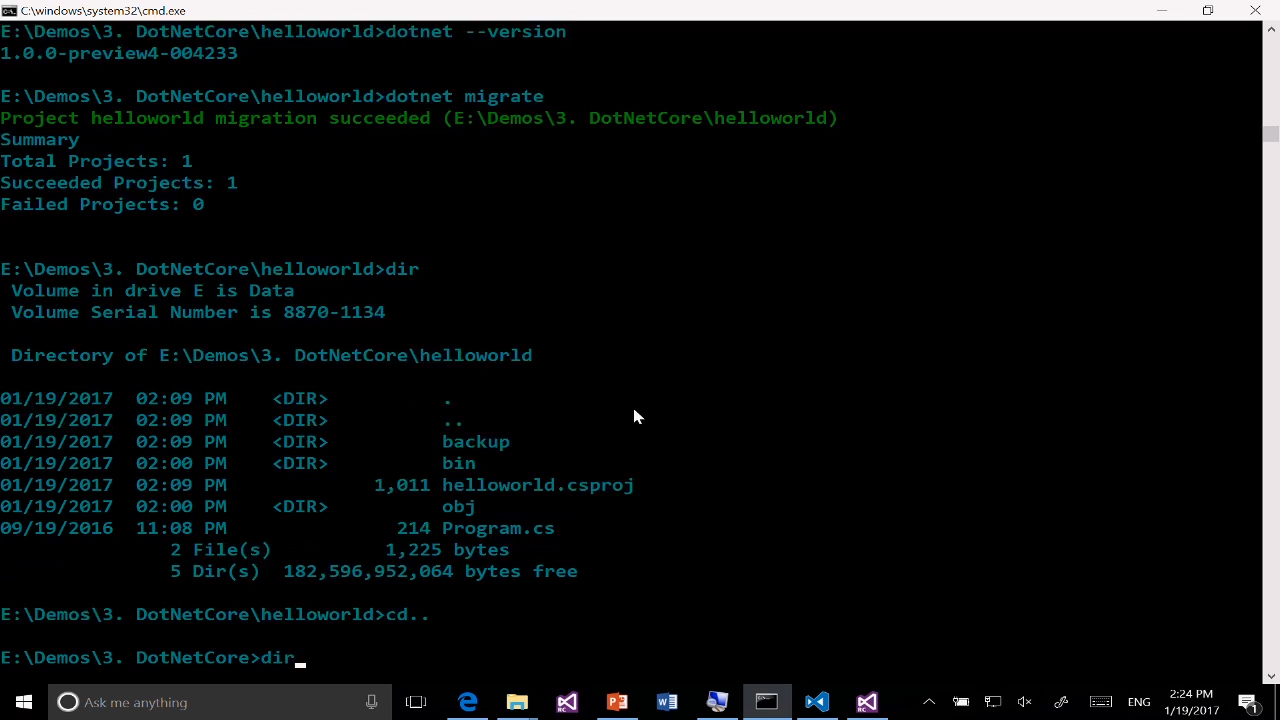 C:\windows\system32\cmd.exe
E:\Demos\3. DotNetCore\helloworld>dotnet --version
1.0.0-preview4-004233
E:\Demos\3. DotNetCore\helloworld>dotnet migrate
Project helloworld migration succeeded (E:\Demos\3. DotNetCore\helloworld)
Summary
Total Projects: 1
Succeeded Projects: 1
Failed Projects: 0
E:\Demos\3. DotNetCore\helloworld>dir
Volume in drive E is Data
Volume Serial Number is 8870-1134
Directory of E:\Demos\3. DotNetCore\helloworld
01/19/2017 02:09 PM <DIR> .
01/19/2017 02:09 PM <DIR> ..
01/19/2017 02:09 PM <DIR> backup
01/19/2017 02:00 PM <DIR> bin
01/19/2017 02:09 PM 1,011 helloworld.csproj
01/19/2017 02:00 PM <DIR> obj
09/19/2016 11:08 PM 214 Program.cs
2 File(s) 1,225 bytes
5 Dir(s) 182,596,952,064 bytes free
E:\Demos\3. DotNetCore\helloworld>cd..
E:\Demos\3. DotNetCore>dir_
Ask me anything
ENG
2:24 PM
1/19/2017
1